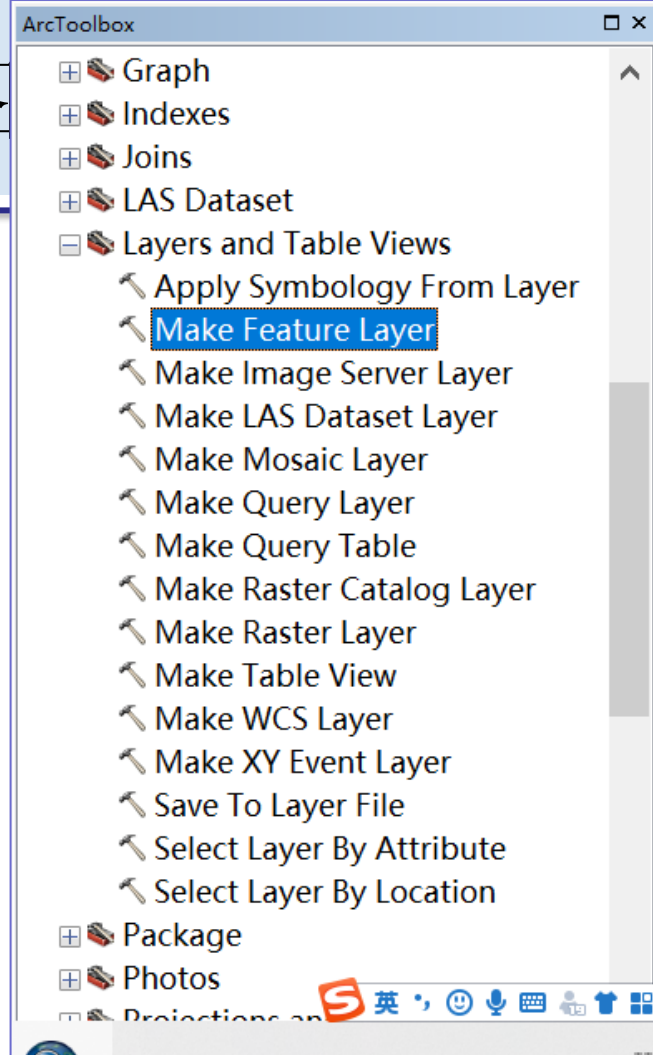 ArcToolbox
Graph
Indexes
Joins
LAS Dataset
Layers and Table Views
Apply Symbology From Layer
Make Feature Layer
Make Image Server Layer
Make LAS Dataset Layer
Make Mosaic Layer
Make Query Layer
Make Query Table
Make Raster Catalog Layer
Make Raster Layer
Make Table View
Make WCS Layer
Make XY Event Layer
Save To Layer File
Select Layer By Attribute
Select Layer By Location
Package
Photos
Projections an
英